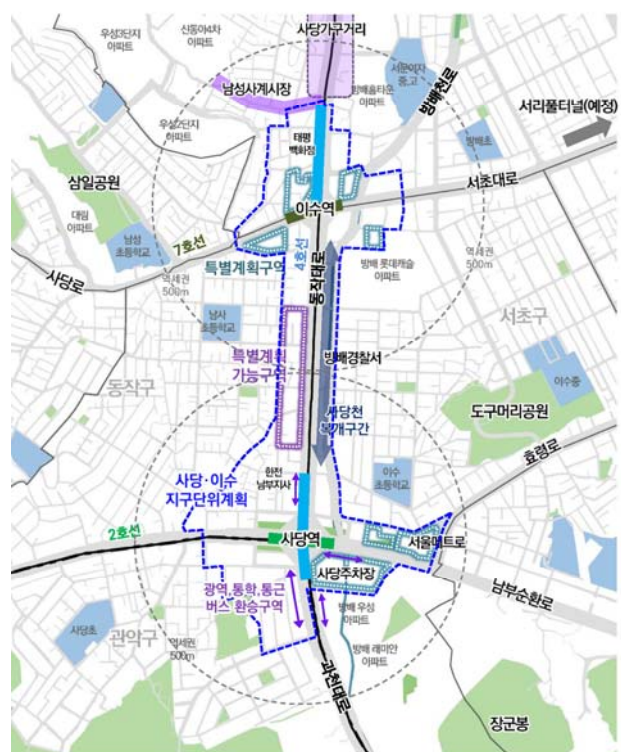 우성3단지
아파트
신동아4차
아파트
사당가구거리
서문여자
중,고
남성사계시장
방배홈타운
아파트
방배천로
서리풀터널(예정)
우성2단지
아파트
태평
백화점
방배초
삼일공원
서초대로
이수역
대림
아파트
남성
초등학교
7호선
사당로
특별계획구역
4호선
동작대로
방배 롯데캐슬
아파트
역세권
500m
역세권
500m
남사
초등학교
서초구
특별계획
가능구역
방배경찰서
동작구
이수중
사당천
복개구간
도구머리공원
효령로
한전
남부지사
이수
초등학교
사당·이수
지구단위계획
2호선
사당역
서울메트로
사당주차장
남부순환로
광역,통학,통근
버스 환승구역
방배 우성
아파트
사당초
관악구
역세권
500m
방배 래미안
아파트
과천대로
장군봉